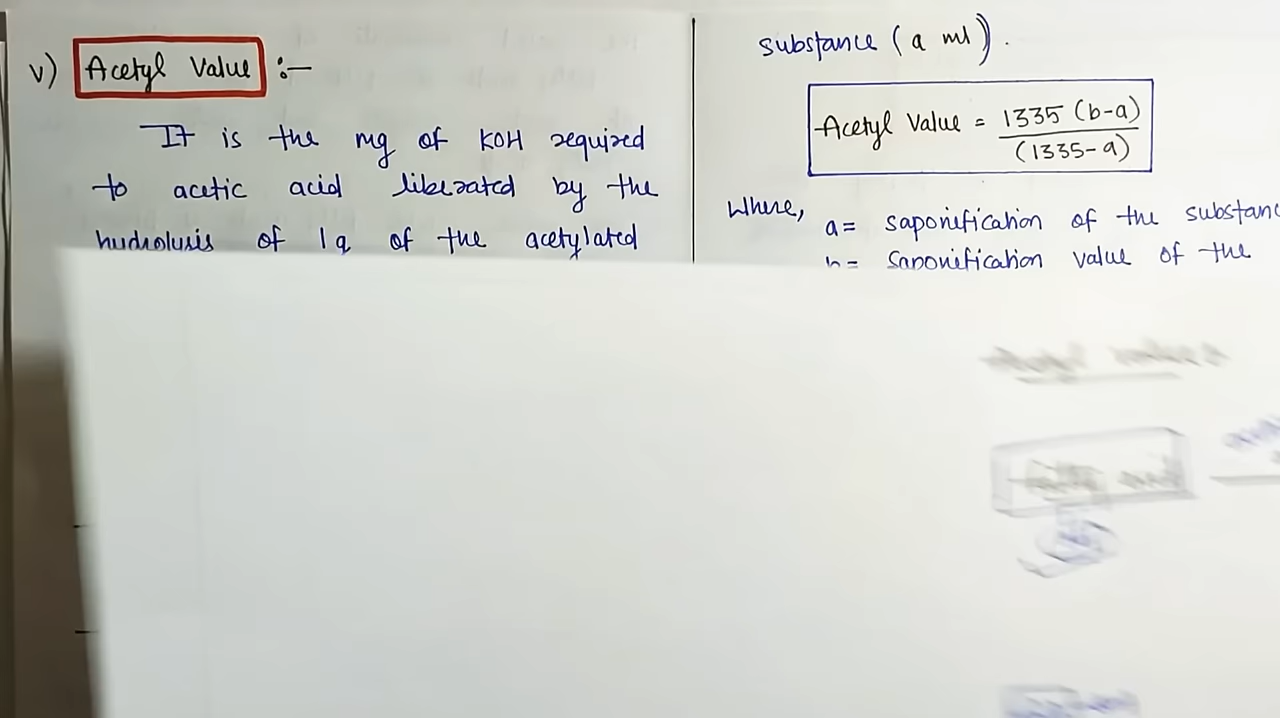 v) Acetyl Value :-
It is the mg of KOH required
to acetic acid liberated by the
hydrolysis of 1g of the acetylated
substance (a ml).
Acetyl Value = 1335 (b-a)
(1335-a)
Where,
a= saponification of the substanc
b= Saponification value of the